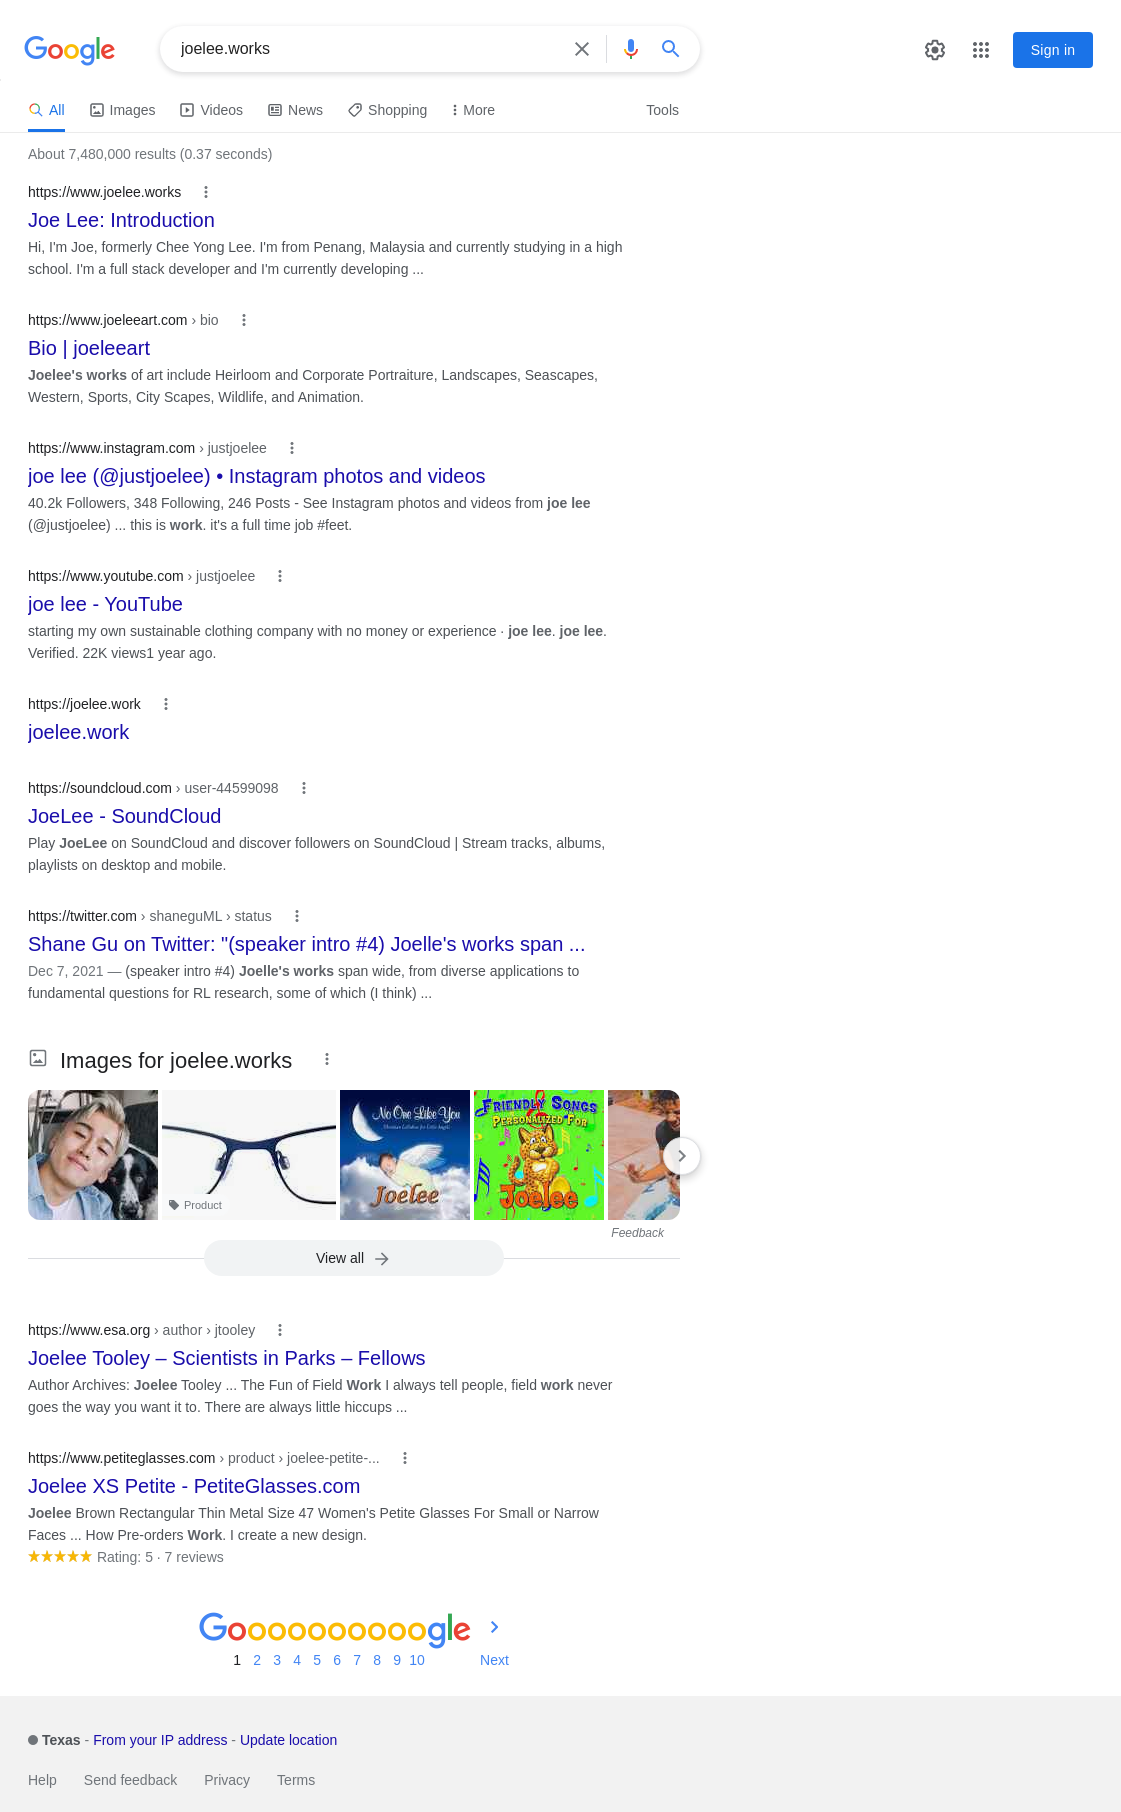 Google
joelee.works
Sign in
All
Images
Videos
News
Shopping
More
Tools
About 7,480,000 results (0.37 seconds)
https://www.joelee.works
Joe Lee: Introduction
Hi, I'm Joe, formerly Chee Yong Lee. I'm from Penang, Malaysia and currently studying in a high
school. I'm a full stack developer and I'm currently developing ...
https://www.joeleeart.com › bio
Bio | joeleeart
Joelee's works of art include Heirloom and Corporate Portraiture, Landscapes, Seascapes,
Western, Sports, City Scapes, Wildlife, and Animation.
https://www.instagram.com › justjoelee
joe lee (@justjoelee) • Instagram photos and videos
40.2k Followers, 348 Following, 246 Posts - See Instagram photos and videos from joe lee
(@justjoelee) ... this is work. it's a full time job #feet.
https://www.youtube.com › justjoelee
joe lee - YouTube
starting my own sustainable clothing company with no money or experience · joe lee. joe lee.
Verified. 22K views1 year ago.
https://joelee.work
joelee.work
https://soundcloud.com › user-44599098
JoeLee - SoundCloud
Play JoeLee on SoundCloud and discover followers on SoundCloud | Stream tracks, albums,
playlists on desktop and mobile.
https://twitter.com › shaneguML › status
Shane Gu on Twitter: "(speaker intro #4) Joelle's works span ...
Dec 7, 2021 — (speaker intro #4) Joelle's works span wide, from diverse applications to
fundamental questions for RL research, some of which (I think) ...
Images for joelee.works
Product
No One Like You
Christian Lullabies for Little Angels
Joelee
FRIENDLY SONGS
PERSONALIZED FOR
Joelee
Feedback
View all
https://www.esa.org › author › jtooley
Joelee Tooley – Scientists in Parks – Fellows
Author Archives: Joelee Tooley ... The Fun of Field Work I always tell people, field work never
goes the way you want it to. There are always little hiccups ...
https://www.petiteglasses.com › product › joelee-petite-...
Joelee XS Petite - PetiteGlasses.com
Joelee Brown Rectangular Thin Metal Size 47 Women's Petite Glasses For Small or Narrow
Faces ... How Pre-orders Work. I create a new design.
Rating: 5 · 7 reviews
Goooooooooogle
1 2 3 4 5 6 7 8 9 10 Next
Texas - From your IP address - Update location
Help Send feedback Privacy Terms